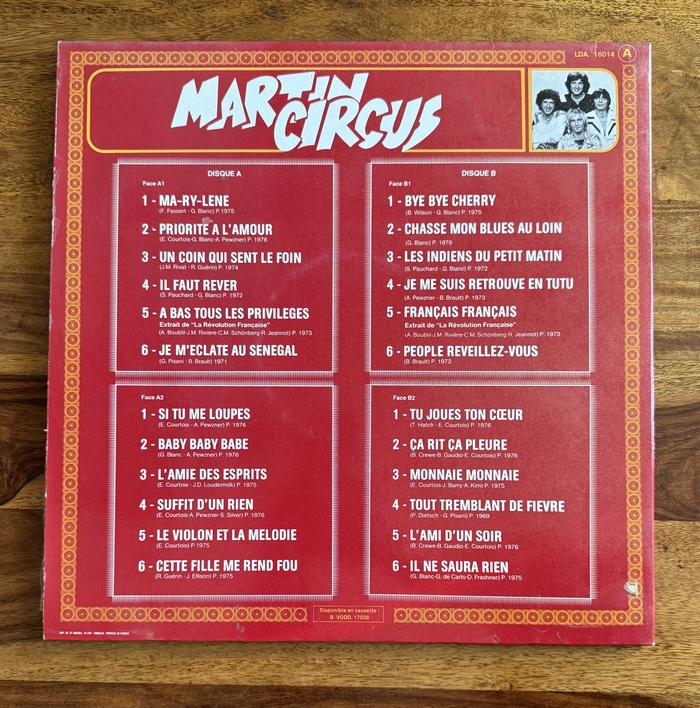 LDA. 16014 A
MARTIN
CIRCUS
DISQUE A
Face A1
1 - MA-RY-LENE
(F. Fassert - G. Blanc) P.1975
2 - PRIORITE A L'AMOUR
(E. Courtois-G. Blanc-A. Pewzner) P. 1976
3 - UN COIN QUI SENT LE FOIN
(J.M. Rivat - R. Guérin) P. 1974
4 - IL FAUT REVER
(S. Pauchard - G. Blanc) P. 1972
5 - A BAS TOUS LES PRIVILEGES
Extrait de "La Révolution Française"
(A. Boublil-J.M. Rivière-C.M. Schönberg-R. Jeannot) P. 1973
6 - JE M'ECLATE AU SENEGAL
(G. Pisani - B. Brault) 1971
DISQUE B
Face B1
1 - BYE BYE CHERRY
(B. Wilson - G. Blanc) P. 1975
2 - CHASSE MON BLUES AU LOIN
(G. Blanc) P. 1976
3 - LES INDIENS DU PETIT MATIN
(S. Pauchard - G. Blanc) P. 1972
4 - JE ME SUIS RETROUVE EN TUTU
(A. Pewzner - B. Brault) P. 1973
5 - FRANÇAIS FRANÇAIS
Extrait de "La Révolution Française"
(A. Boublil-J.M. Rivière-C.M. Schönberg-R. Jeannot) P. 1973
6 - PEOPLE REVEILLEZ-VOUS
(B. Brault) P. 1973
Face A2
1 - SI TU ME LOUPES
(E. Courtois - A. Pewzner) P. 1976
2 - BABY BABY BABE
(G. Blanc - A. Pewzner) P. 1976
3 - L'AMIE DES ESPRITS
(E. Courtois - J.D. Loudermilk) P. 1975
4 - SUFFIT D'UN RIEN
(E. Courtois-A. Pewzner-S. Silver) P. 1976
5 - LE VIOLON ET LA MELODIE
(E. Courtois) P.1975
6 - CETTE FILLE ME REND FOU
(R. Guérin - J. Ellison) P. 1975
Face B2
1 - TU JOUES TON CŒUR
(T. Hatch - E. Courtois) P. 1976
2 - ÇA RIT ÇA PLEURE
(B. Crewe-B. Gaudio-E. Courtois) P. 1976
3 - MONNAIE MONNAIE
(E. Courtois-J. Barry-A. Kim) P. 1975
4 - TOUT TREMBLANT DE FIEVRE
(P. Dietsch - G. Pisani) P. 1969
5 - L'AMI D'UN SOIR
(B. Crewe-B. Gaudio-E. Courtois) P. 1976
6 - IL NE SAURA RIEN
(G. Blanc-G. de Carlo-D. Frashner) P. 1975
Disponible en cassette :
B. VODD. 17038